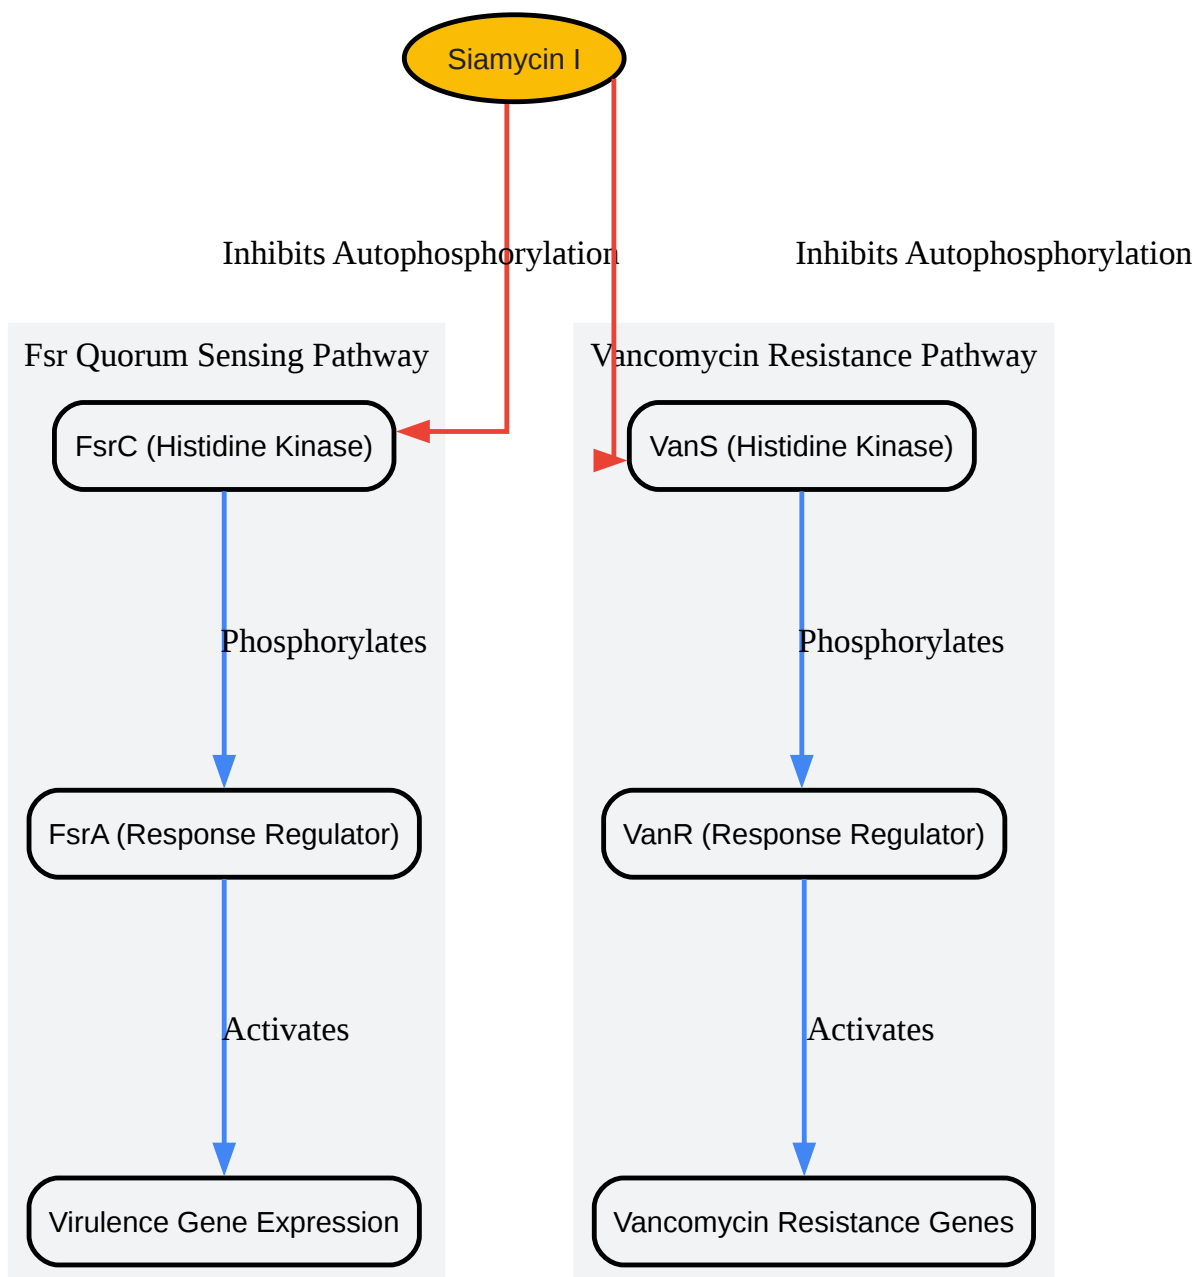 Siamycin I
Inhibits Autophosphorylation
Inhibits Autophosphorylation
Fsr Quorum Sensing Pathway
Vancomycin Resistance Pathway
FsrC (Histidine Kinase)
VanS (Histidine Kinase)
Phosphorylates
Phosphorylates
FsrA (Response Regulator)
VanR (Response Regulator)
Activates
Activates
Virulence Gene Expression
Vancomycin Resistance Genes